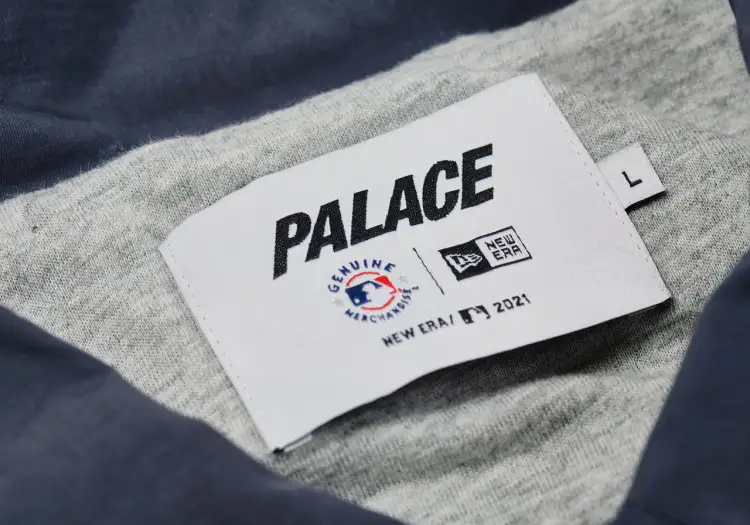 PALACE
L
GENUINE
MERCHANDISE
NEW
ERA
NEW ERA/ 2021